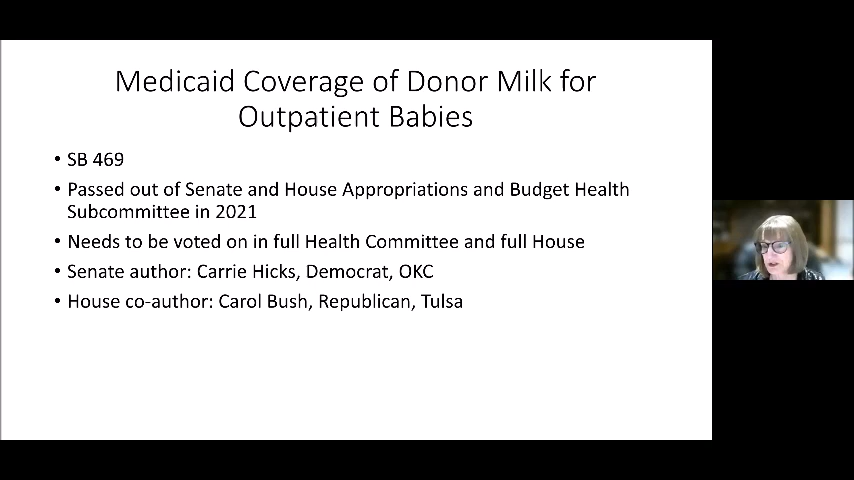 Medicaid Coverage of Donor Milk for
Outpatient Babies
• SB 469
• Passed out of Senate and House Appropriations and Budget Health
Subcommittee in 2021
• Needs to be voted on in full Health Committee and full House
• Senate author: Carrie Hicks, Democrat, OKC
• House co-author: Carol Bush, Republican, Tulsa